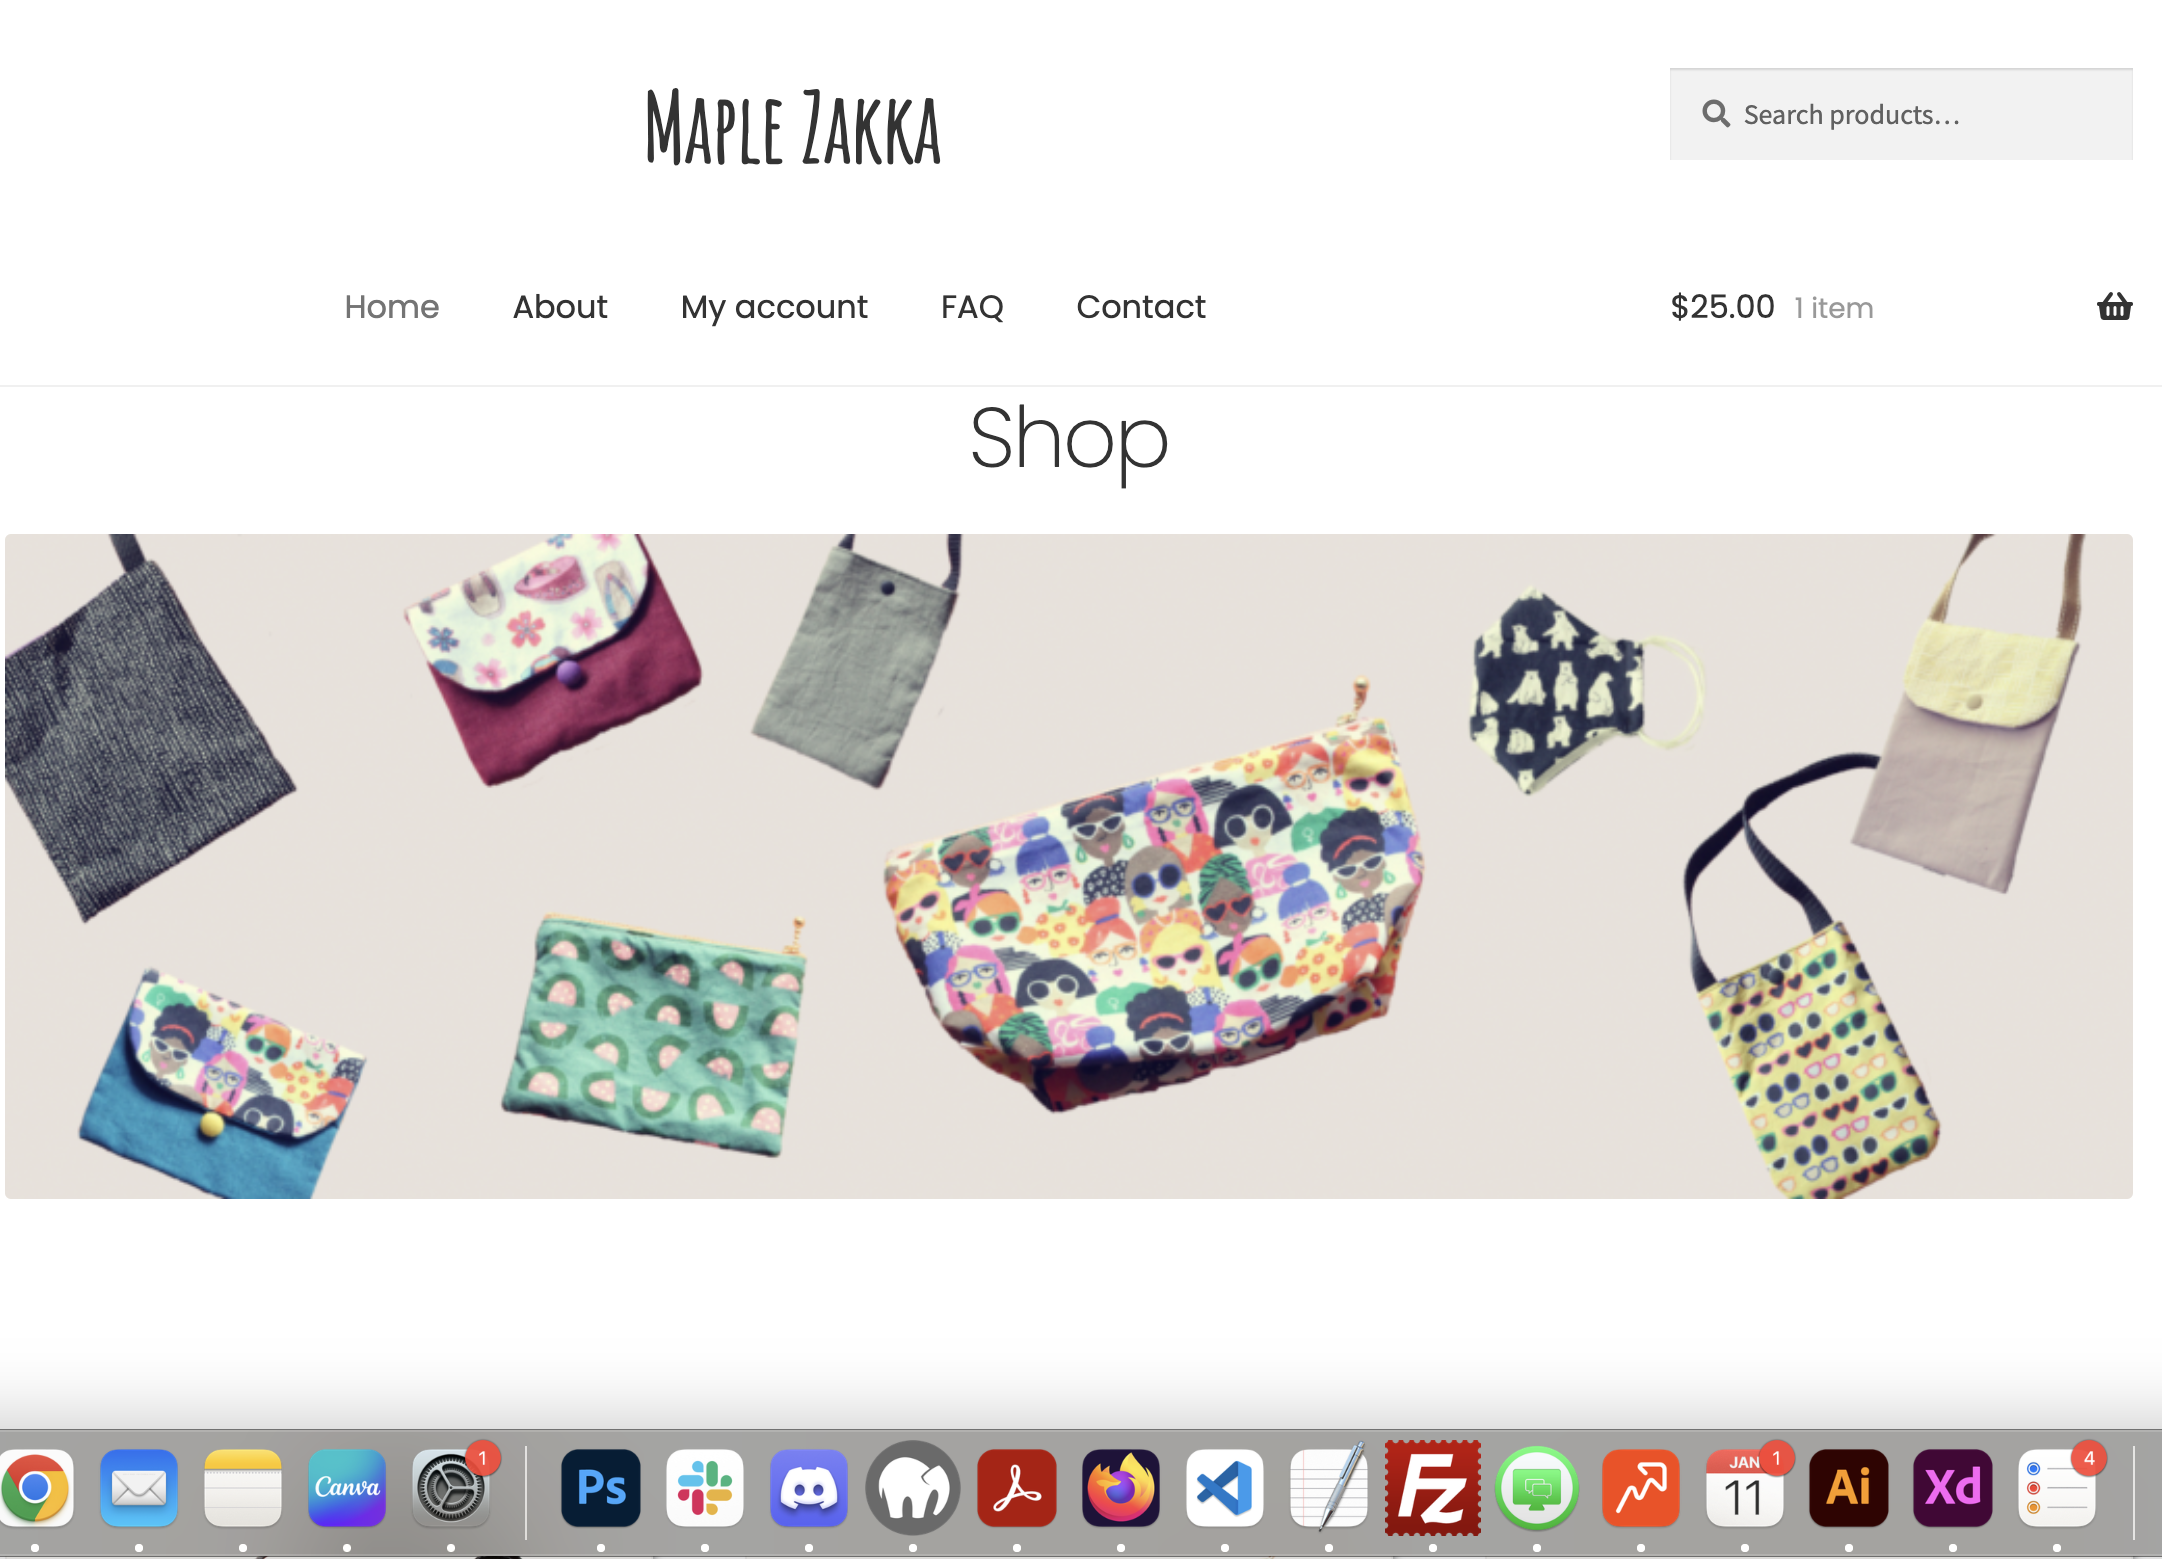 Maple Zakka
Search products…
Home About My account FAQ Contact
$25.00 1 item
Shop
Canva
1
Ps
Fz
JAN
11
1
Ai
Xd
4